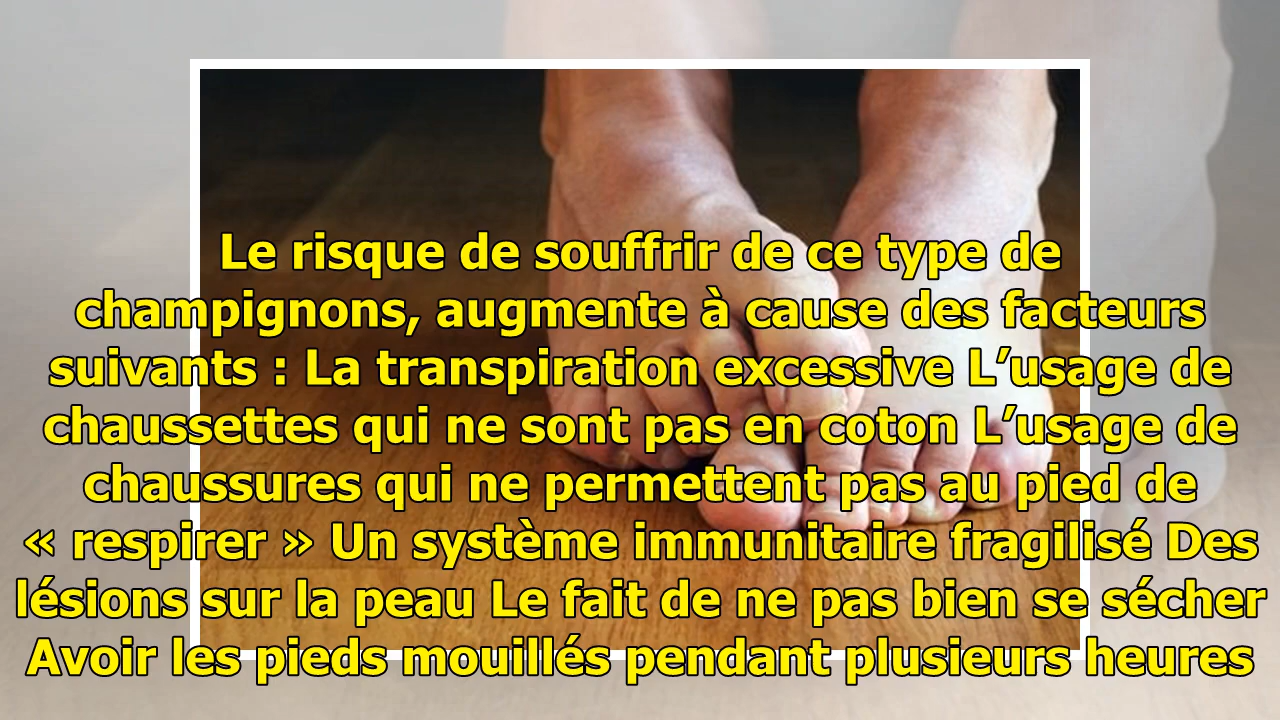 Le risque de souffrir de ce type de
champignons, augmente à cause des facteurs
suivants : La transpiration excessive L’usage de
chaussettes qui ne sont pas en coton L’usage de
chaussures qui ne permettent pas au pied de
« respirer » Un système immunitaire fragilisé Des
lésions sur la peau Le fait de ne pas bien se sécher
Avoir les pieds mouillés pendant plusieurs heures